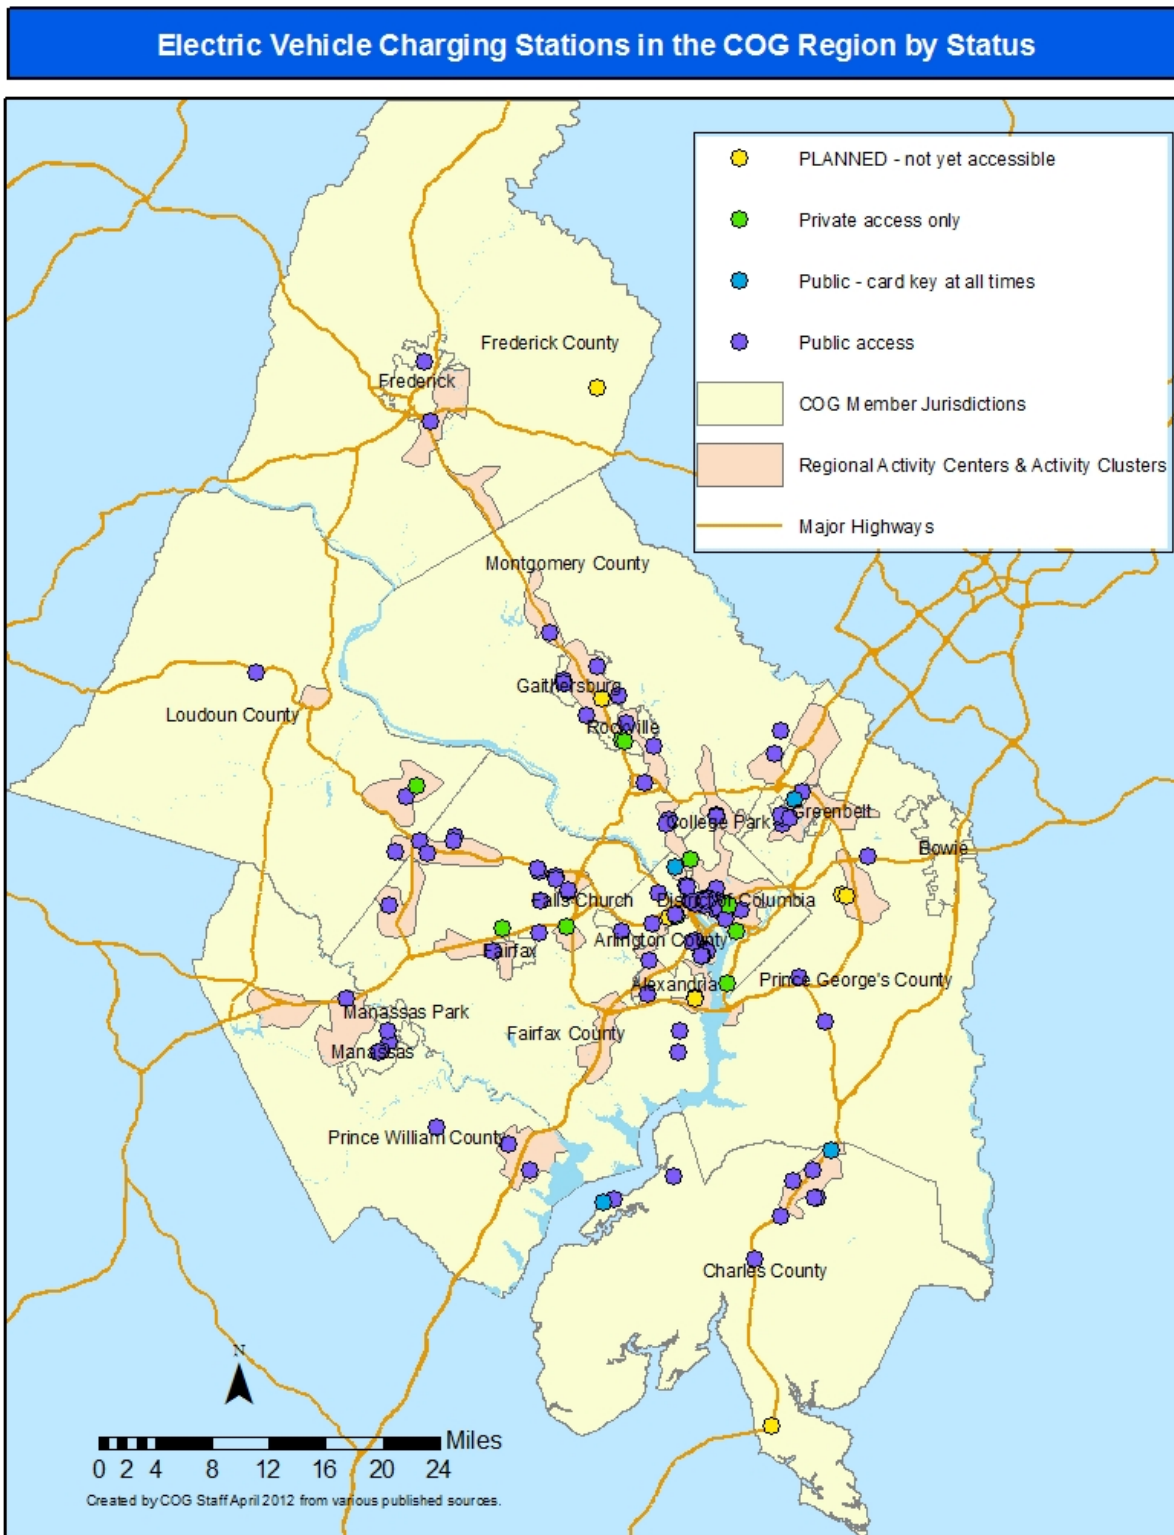 Electric Vehicle Charging Stations in the COG Region by Status
PLANNED - not yet accessible
Private access only
Public - card key at all times
Public access
COG Member Jurisdictions
Regional Activity Centers & Activity Clusters
Major Highways
Frederick County
Frederick
Montgomery County
Gaithersburg
Loudoun County
Rockville
College Park
Greenbelt
Bowie
Falls Church
District of Columbia
Arlington County
Fairfax
Alexandria
Prince George's County
Manassas Park
Fairfax County
Manassas
Prince William County
Charles County
N
Miles
0 2 4 8 12 16 20 24
Created by COG Staff April 2012 from various published sources.